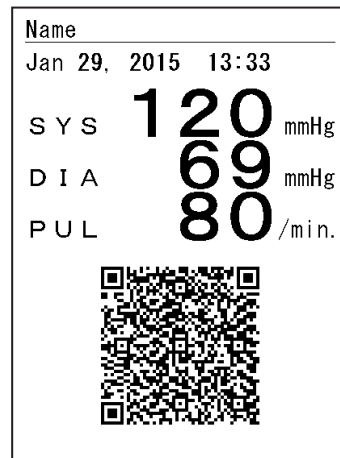 Name
Jan 29, 2015 13:33
SYS 120 mmHg
DIA 69 mmHg
PUL 80 /min.